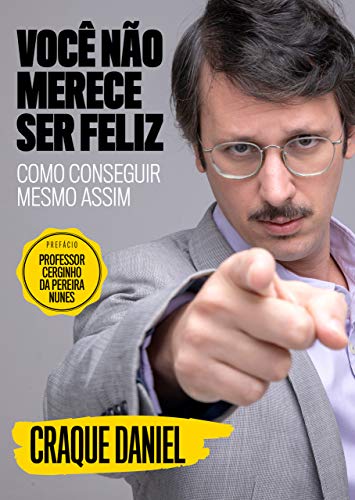 VOCÊ NÃO
MERECE
SER FELIZ
COMO CONSEGUIR
MESMO ASSIM
PREFÁCIO
PROFESSOR
CERGINHO
DA PEREIRA
NUNES
CRAQUE DANIEL